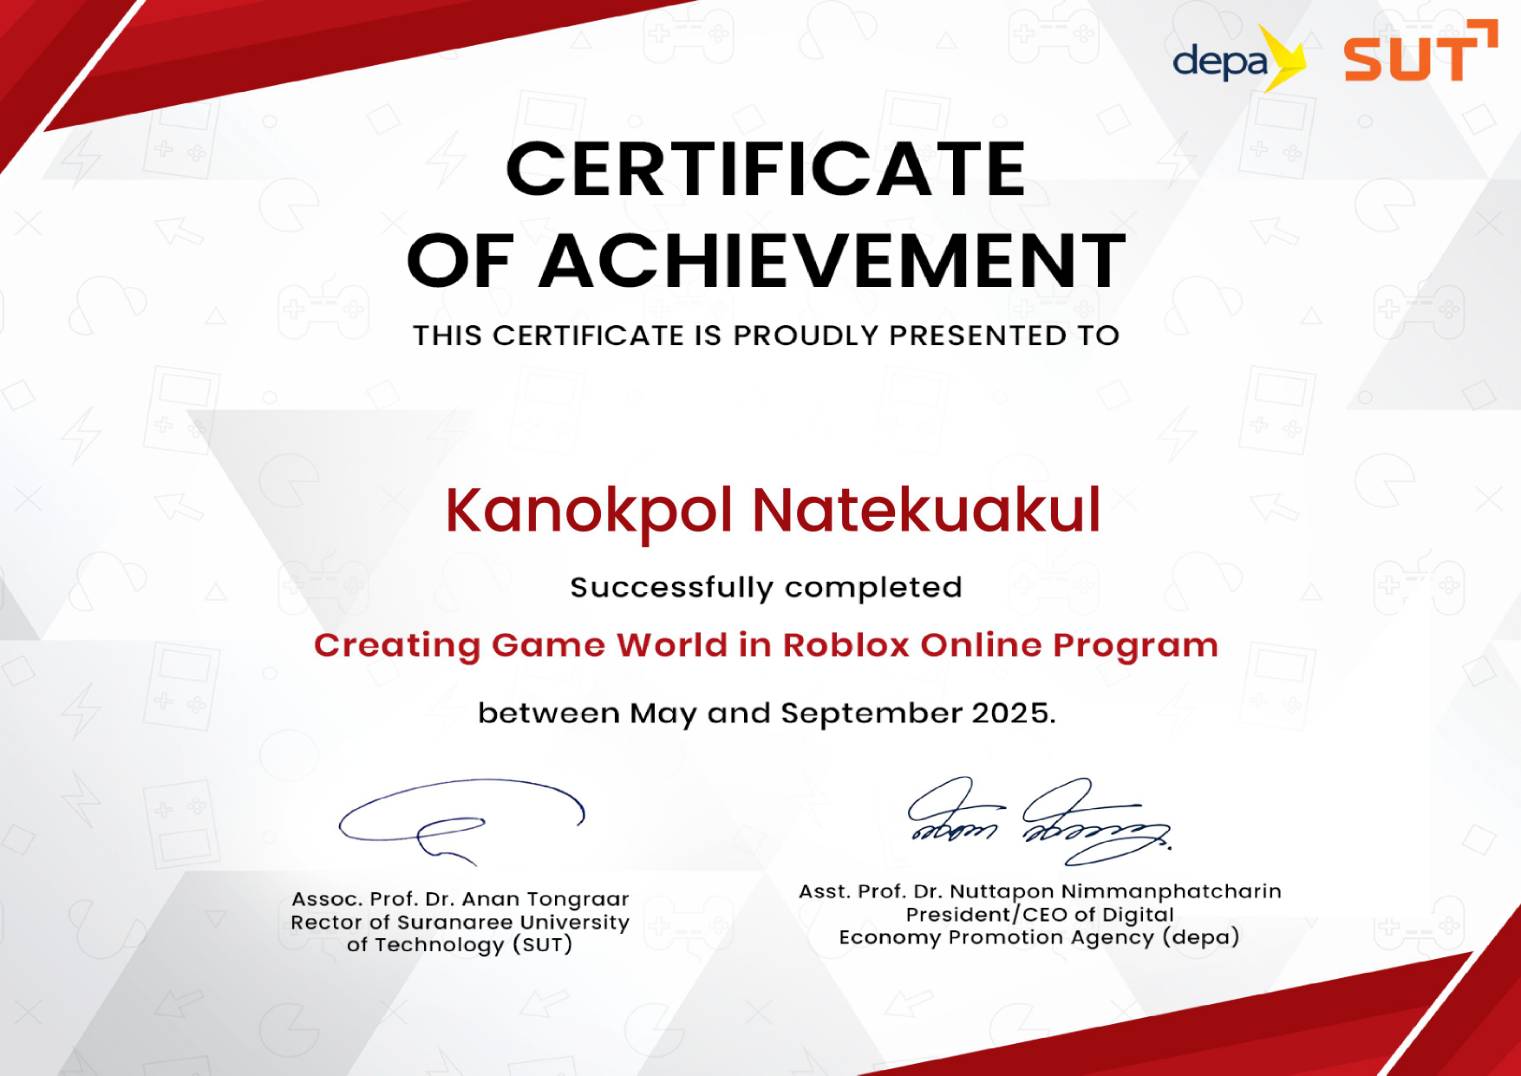 depa SUT
CERTIFICATE
OF ACHIEVEMENT
THIS CERTIFICATE IS PROUDLY PRESENTED TO
Kanokpol Natekuakul
Successfully completed
Creating Game World in Roblox Online Program
between May and September 2025.
Assoc. Prof. Dr. Anan Tongraar
Rector of Suranaree University
of Technology (SUT)
Asst. Prof. Dr. Nuttapon Nimmanphatcharin
President/CEO of Digital
Economy Promotion Agency (depa)